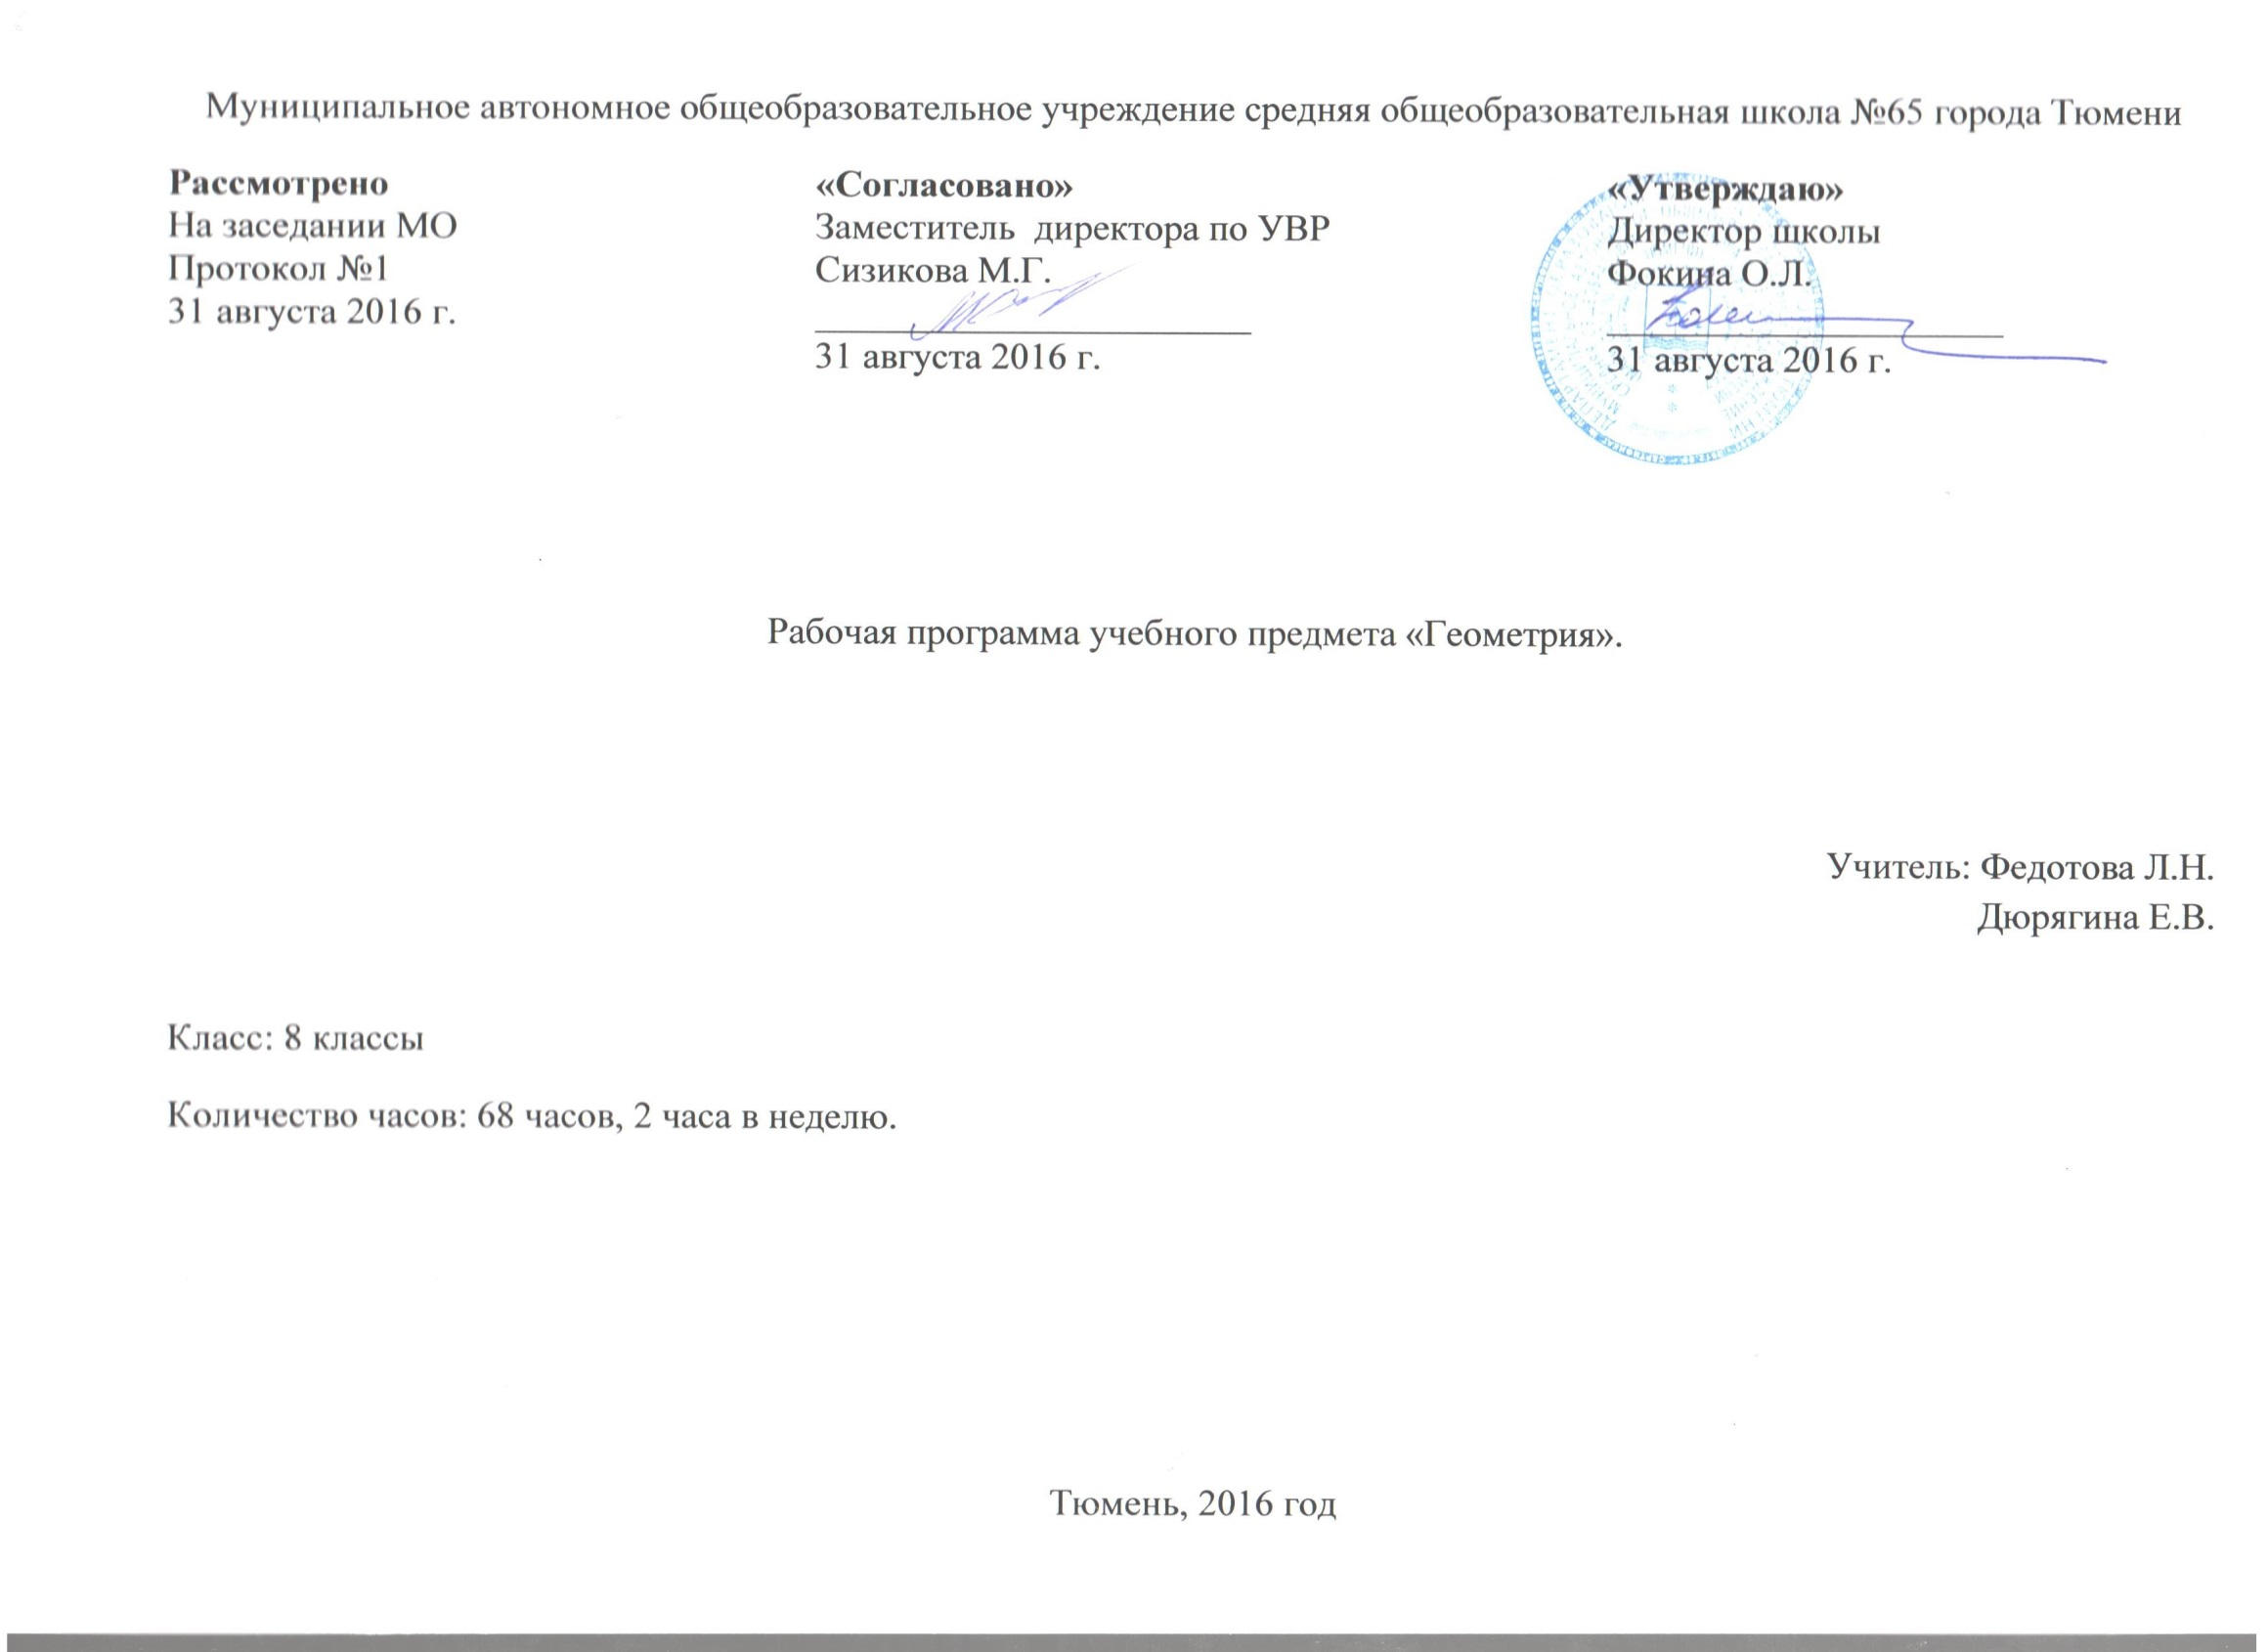 Муниципальное автономное общеобразовательное учреждение средняя общеобразовательная школа №65 города Тюмени
Рассмотрено
На заседании МО
Протокол №1
31 августа 2016 г.
«Согласовано»
Заместитель  директора по УВР
Сизикова М.Г.
31 августа 2016 г.
«Утверждаю»
Директор школы
Фокина О.Л.
31 августа 2016 г.
Рабочая программа учебного предмета «Геометрия».
Учитель: Федотова Л.Н.
Дюрягина Е.В.
Класс: 8 классы
Количество часов: 68 часов, 2 часа в неделю.
Тюмень, 2016 год